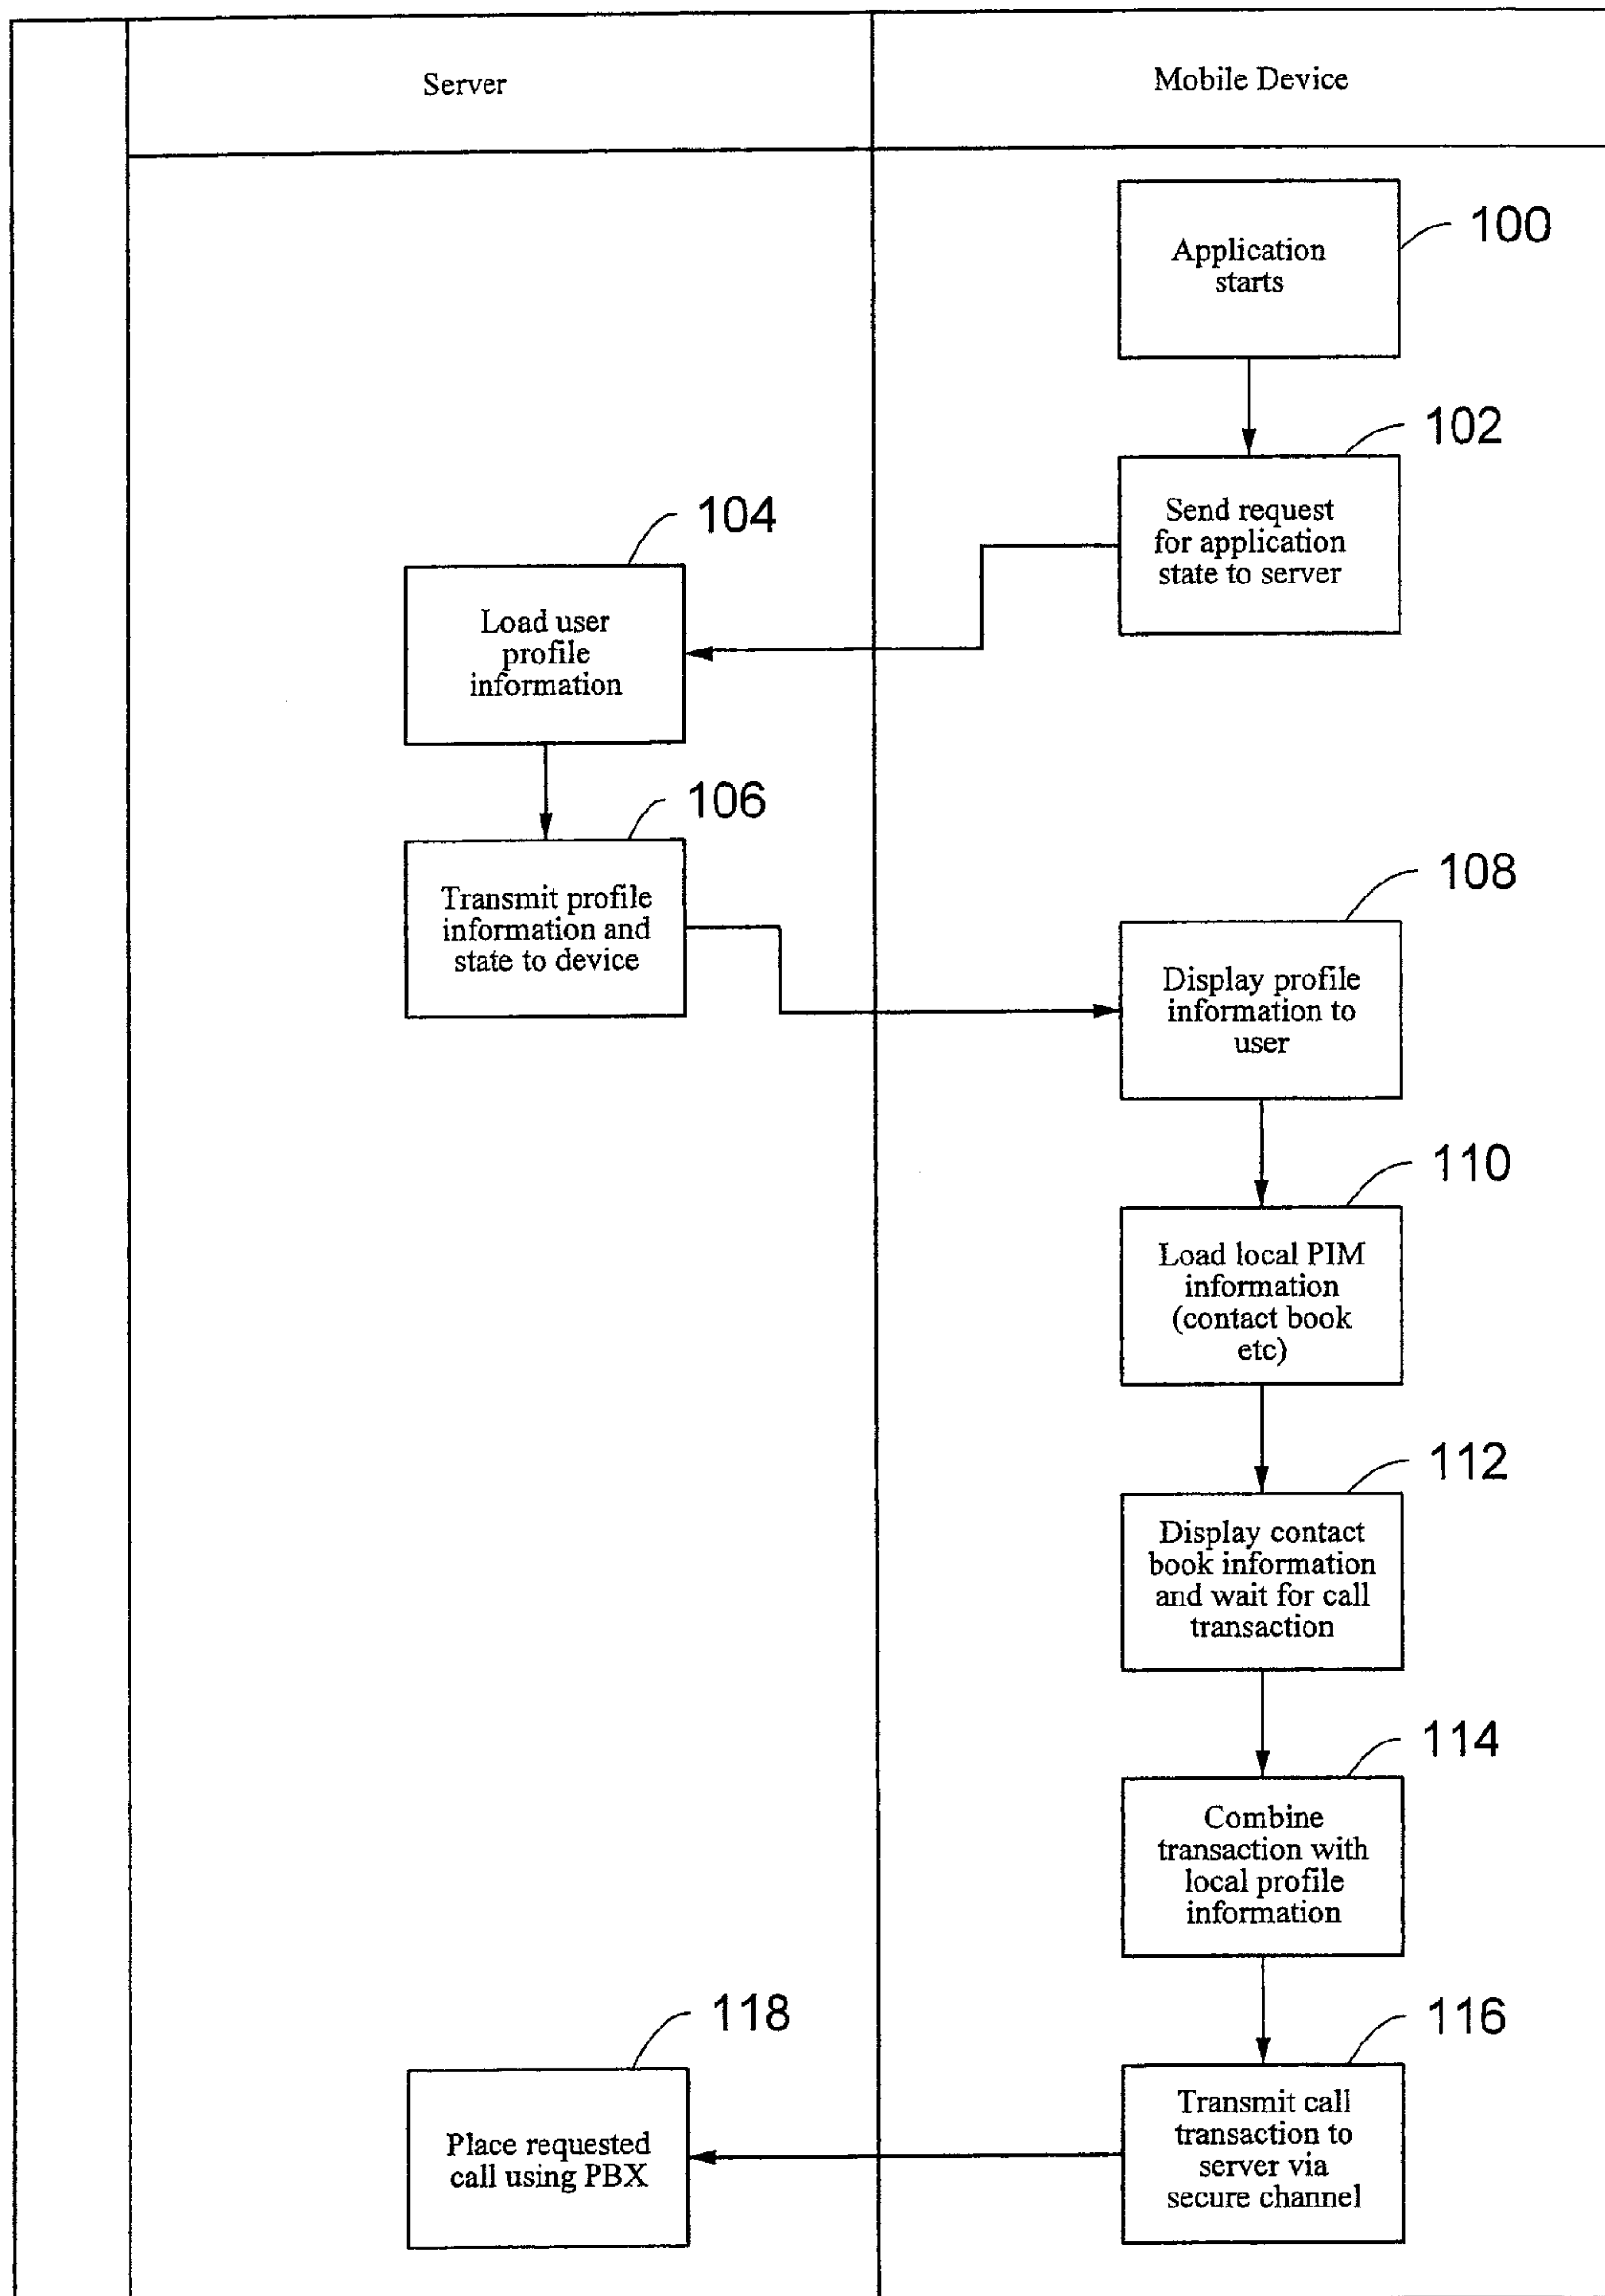 Server
Mobile Device
100
Application
starts
102
Send request
for application
state to server
104
Load user
profile
information
106
Transmit profile
information and
state to device
108
Display profile
information to
user
110
Load local PIM
information
(contact book
etc)
112
Display contact
book information
and wait for call
transaction
114
Combine
transaction with
local profile
information
116
Transmit call
transaction to
server via
secure channel
118
Place requested
call using PBX